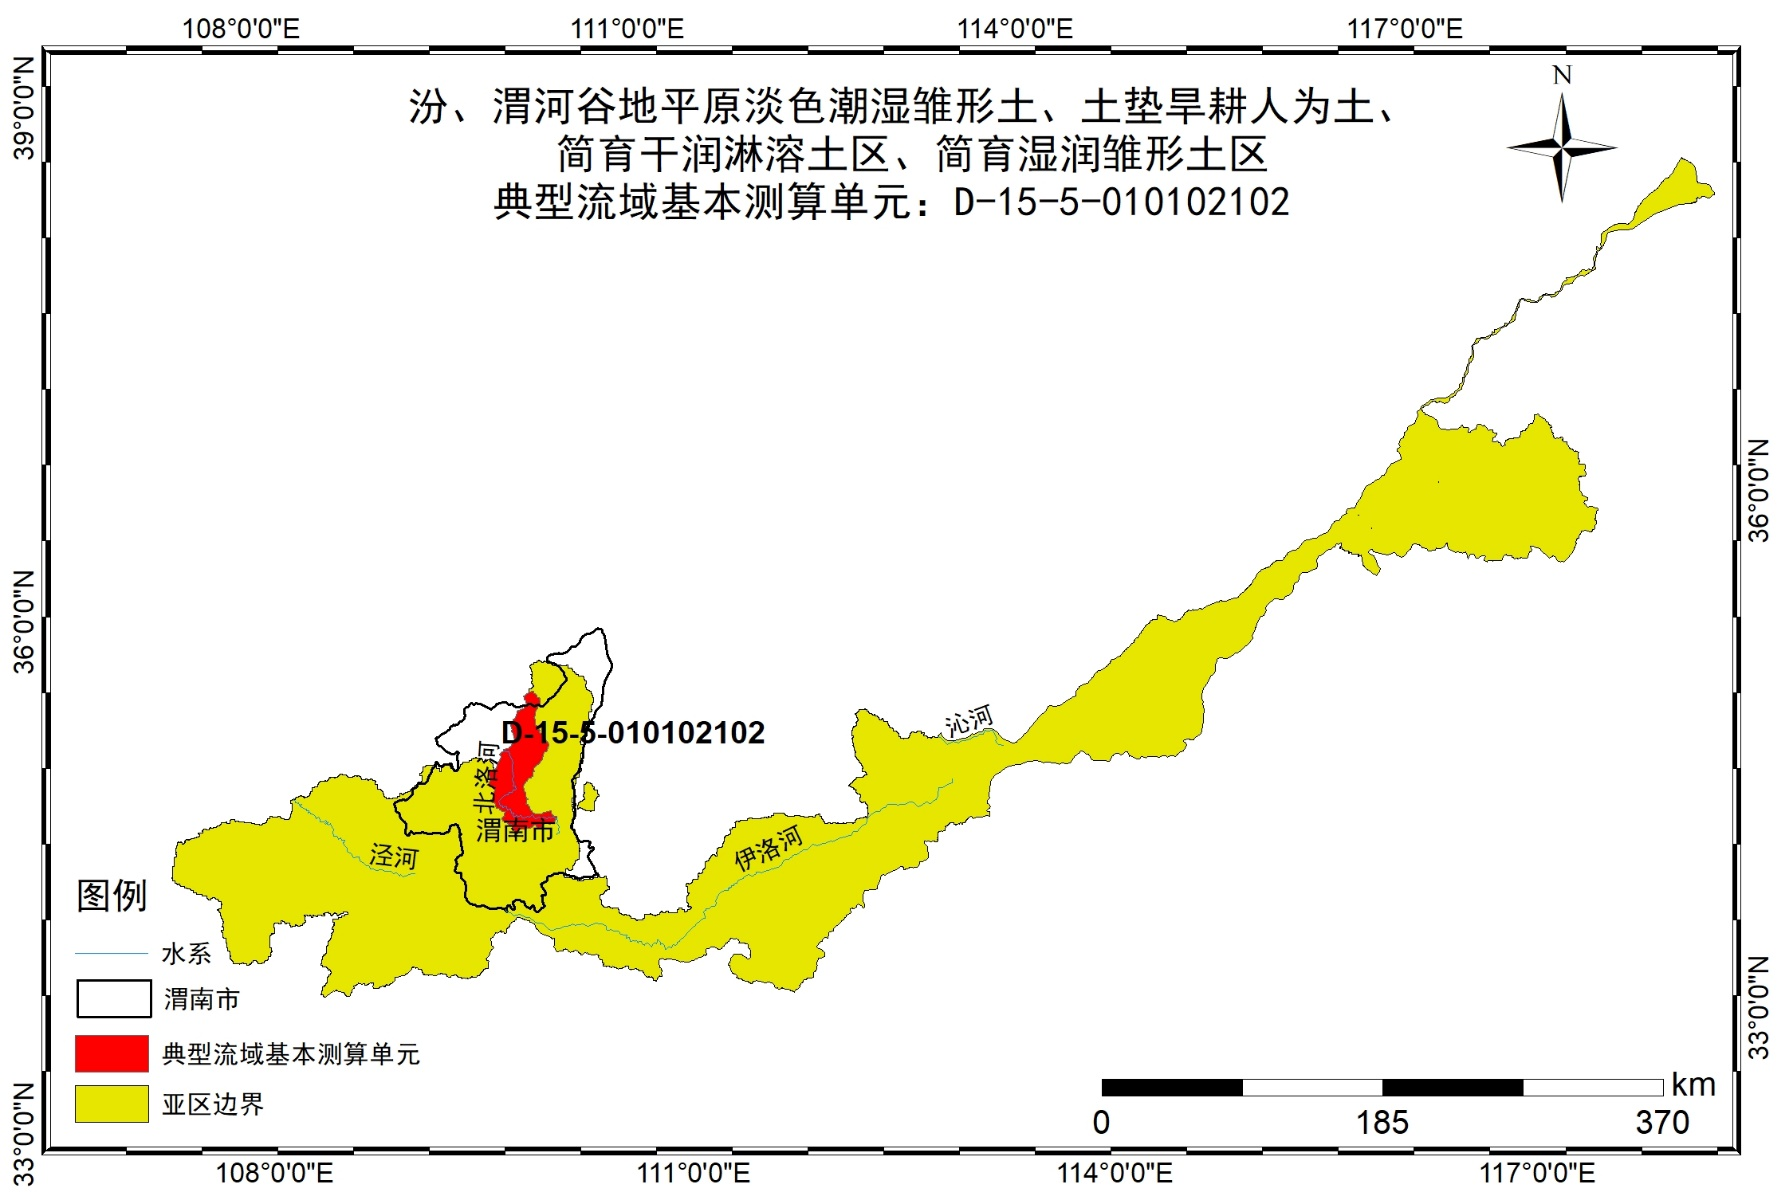 108°0'0"E
111°0'0"E
114°0'0"E
117°0'0"E
39°0'0"N
36°0'0"N
33°0'0"N
汾、渭河谷地平原淡色潮湿雏形土、土垫旱耕人为土、
简育干润淋溶土区、简育湿润雏形土区
典型流域基本测算单元：D-15-5-010102102
N
36°0'0"N
33°0'0"N
沁河
D-15-5-010102102
北洛河
渭南市
伊洛河
泾河
图例
水系
渭南市
典型流域基本测算单元
亚区边界
km
0
185
370
108°0'0"E
111°0'0"E
114°0'0"E
117°0'0"E